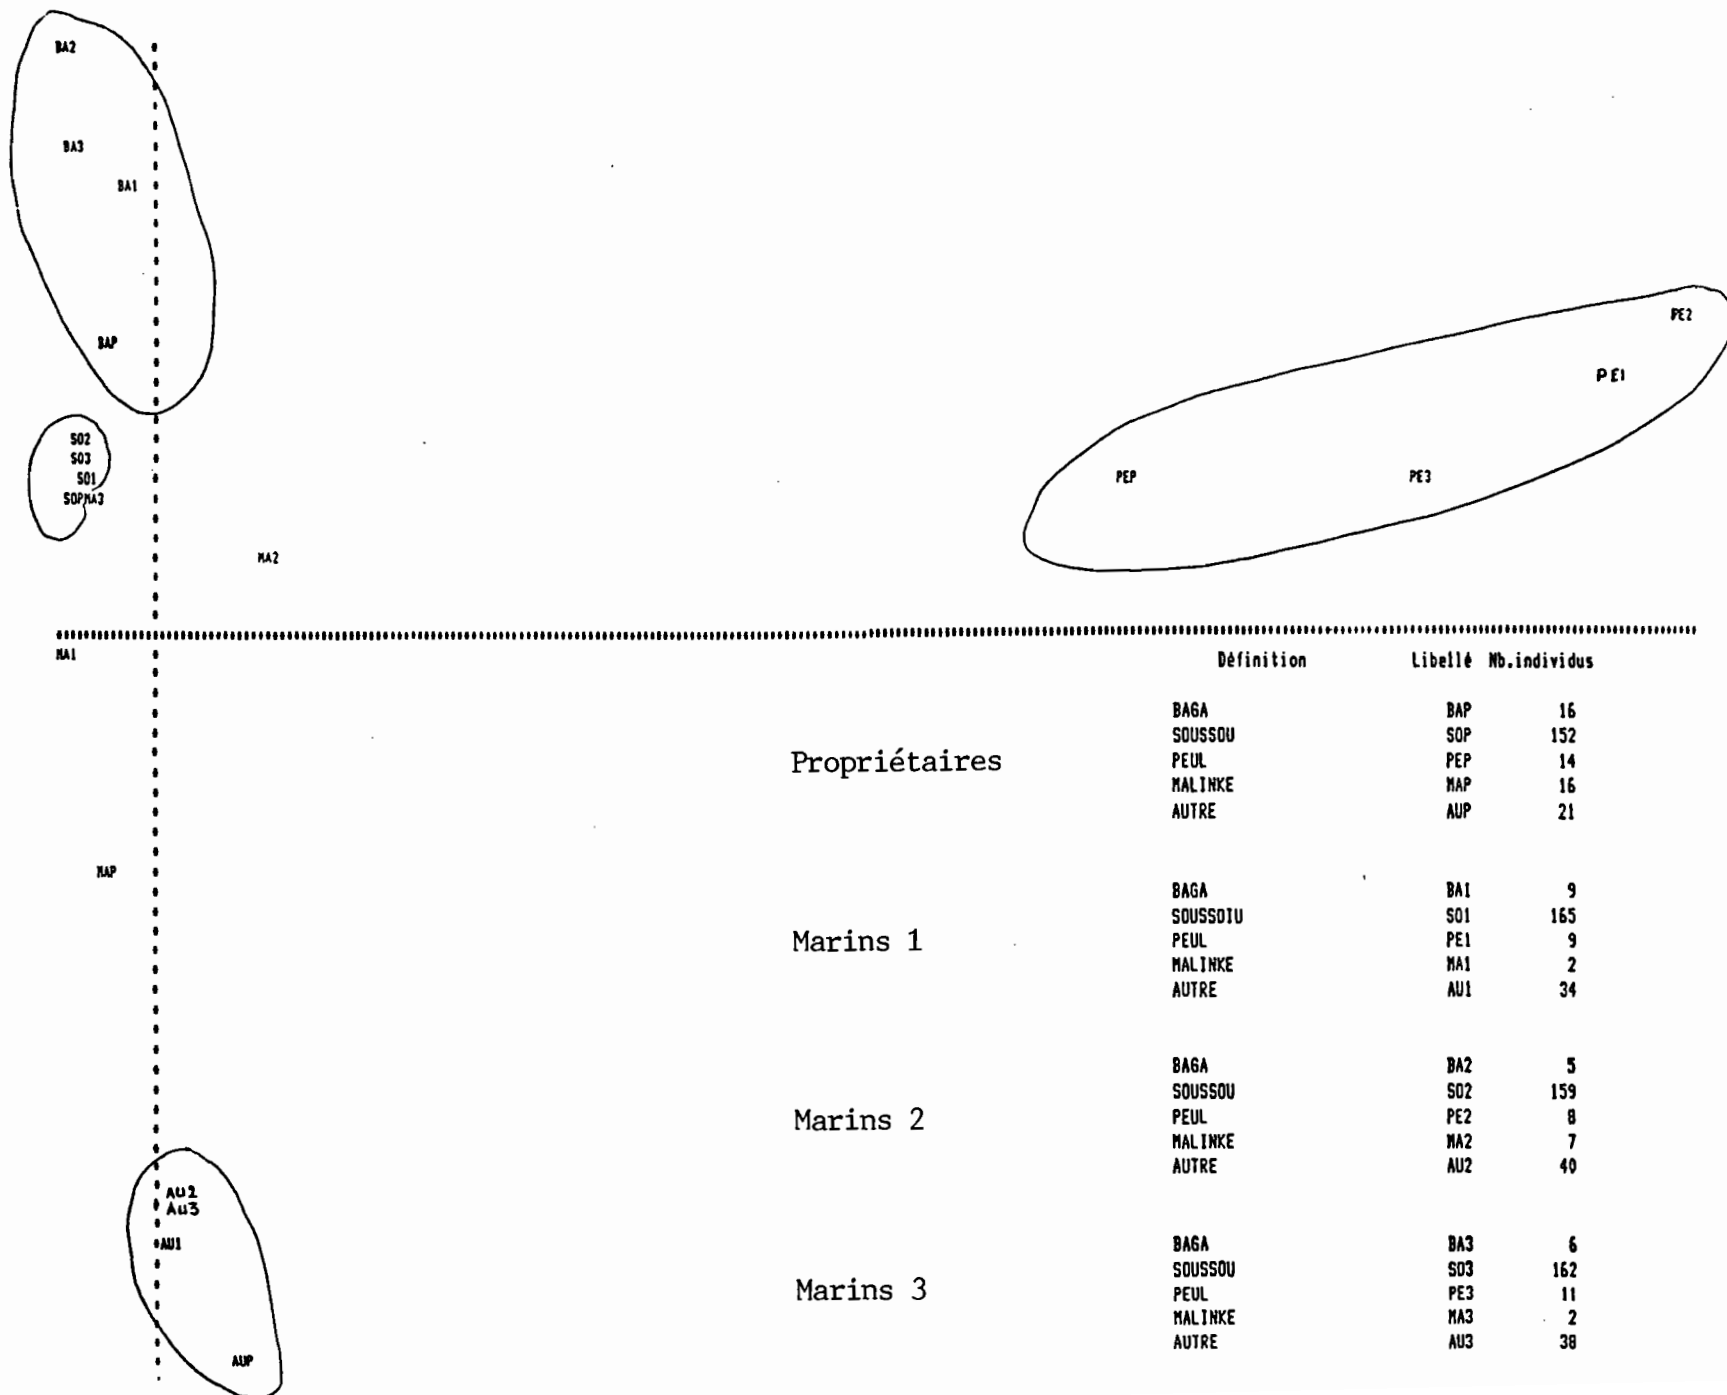 BA2
BA3
BA1
BAP
PE2
PE1
SO2
SO3
SO1
SOPMA3
PEP PE3
MA2
MA1
Définition Libellé Nb.individus
Propriétaires
BAGA BAP 16
SOUSSOU SOP 152
PEUL PEP 14
MALINKE MAP 16
AUTRE AUP 21
MAP
Marins 1
BAGA BA1 9
SOUSSOIU SO1 165
PEUL PE1 9
MALINKE MA1 2
AUTRE AU1 34
Marins 2
BAGA BA2 5
SOUSSOU SO2 159
PEUL PE2 8
MALINKE MA2 7
AUTRE AU2 40
AU2
AU3
AU1
Marins 3
BAGA BA3 6
SOUSSOU SO3 162
PEUL PE3 11
MALINKE MA3 2
AUTRE AU3 38
AUP